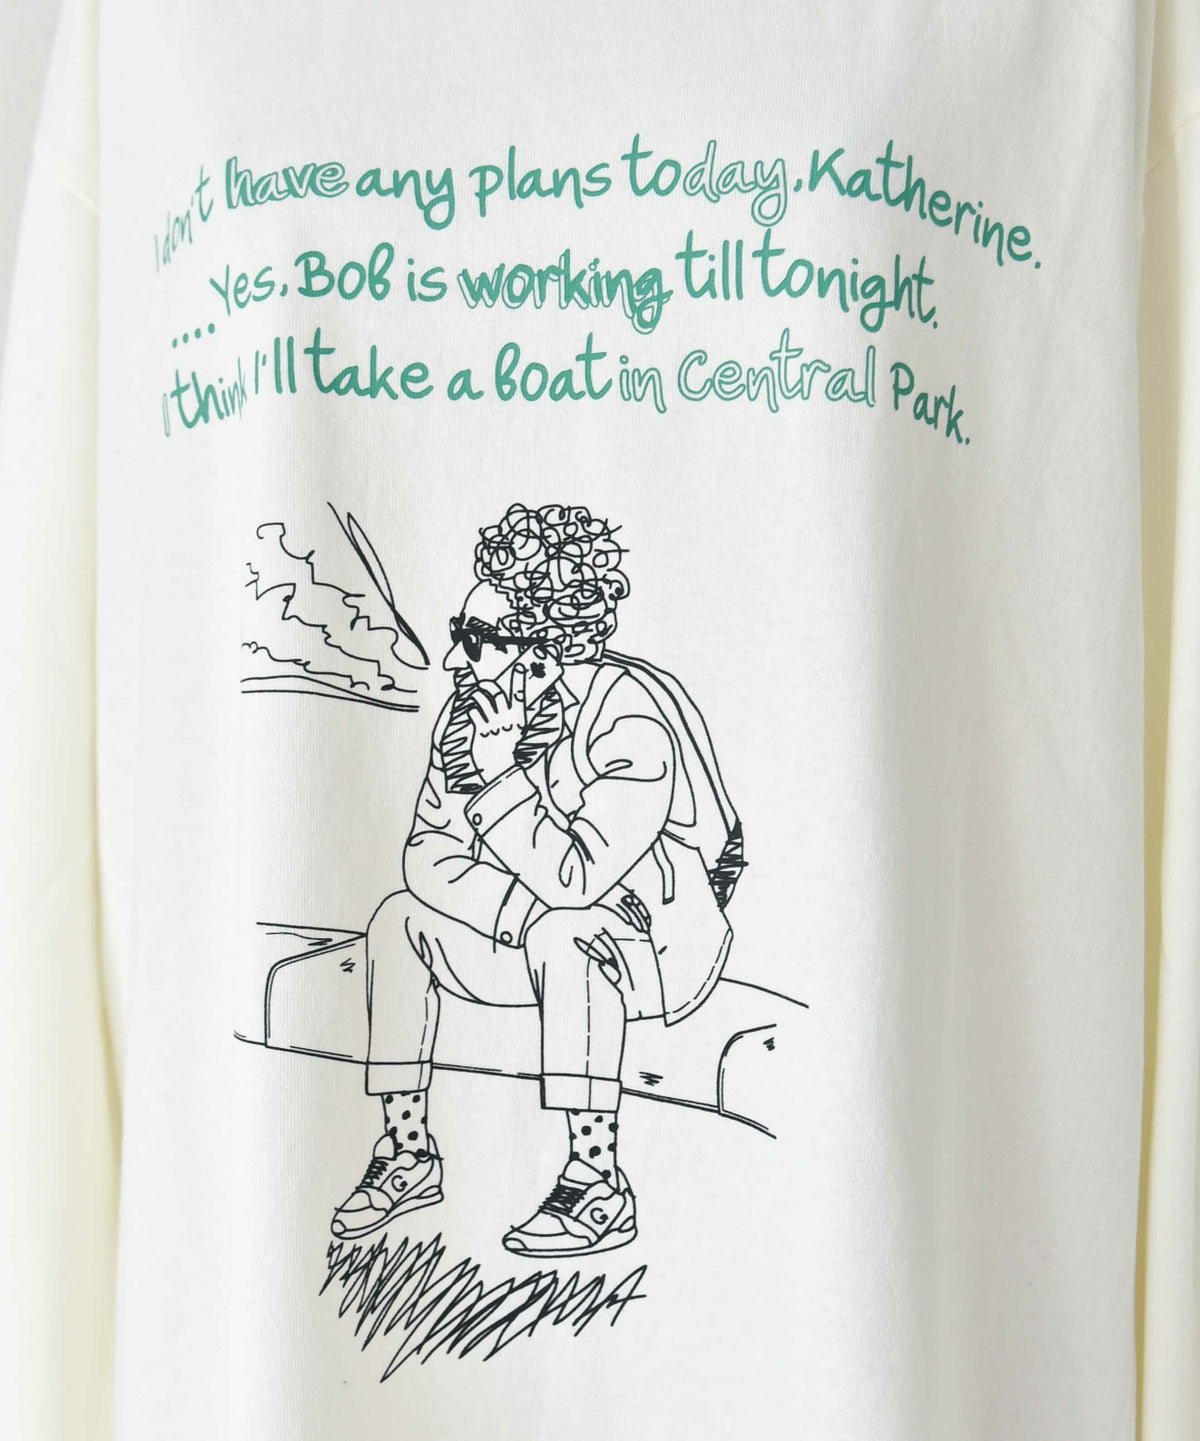 I don't have any plans today. Katherine.
.... Yes. Bob is working till tonight.
I think I'll take a boat in Central Park.
G
G